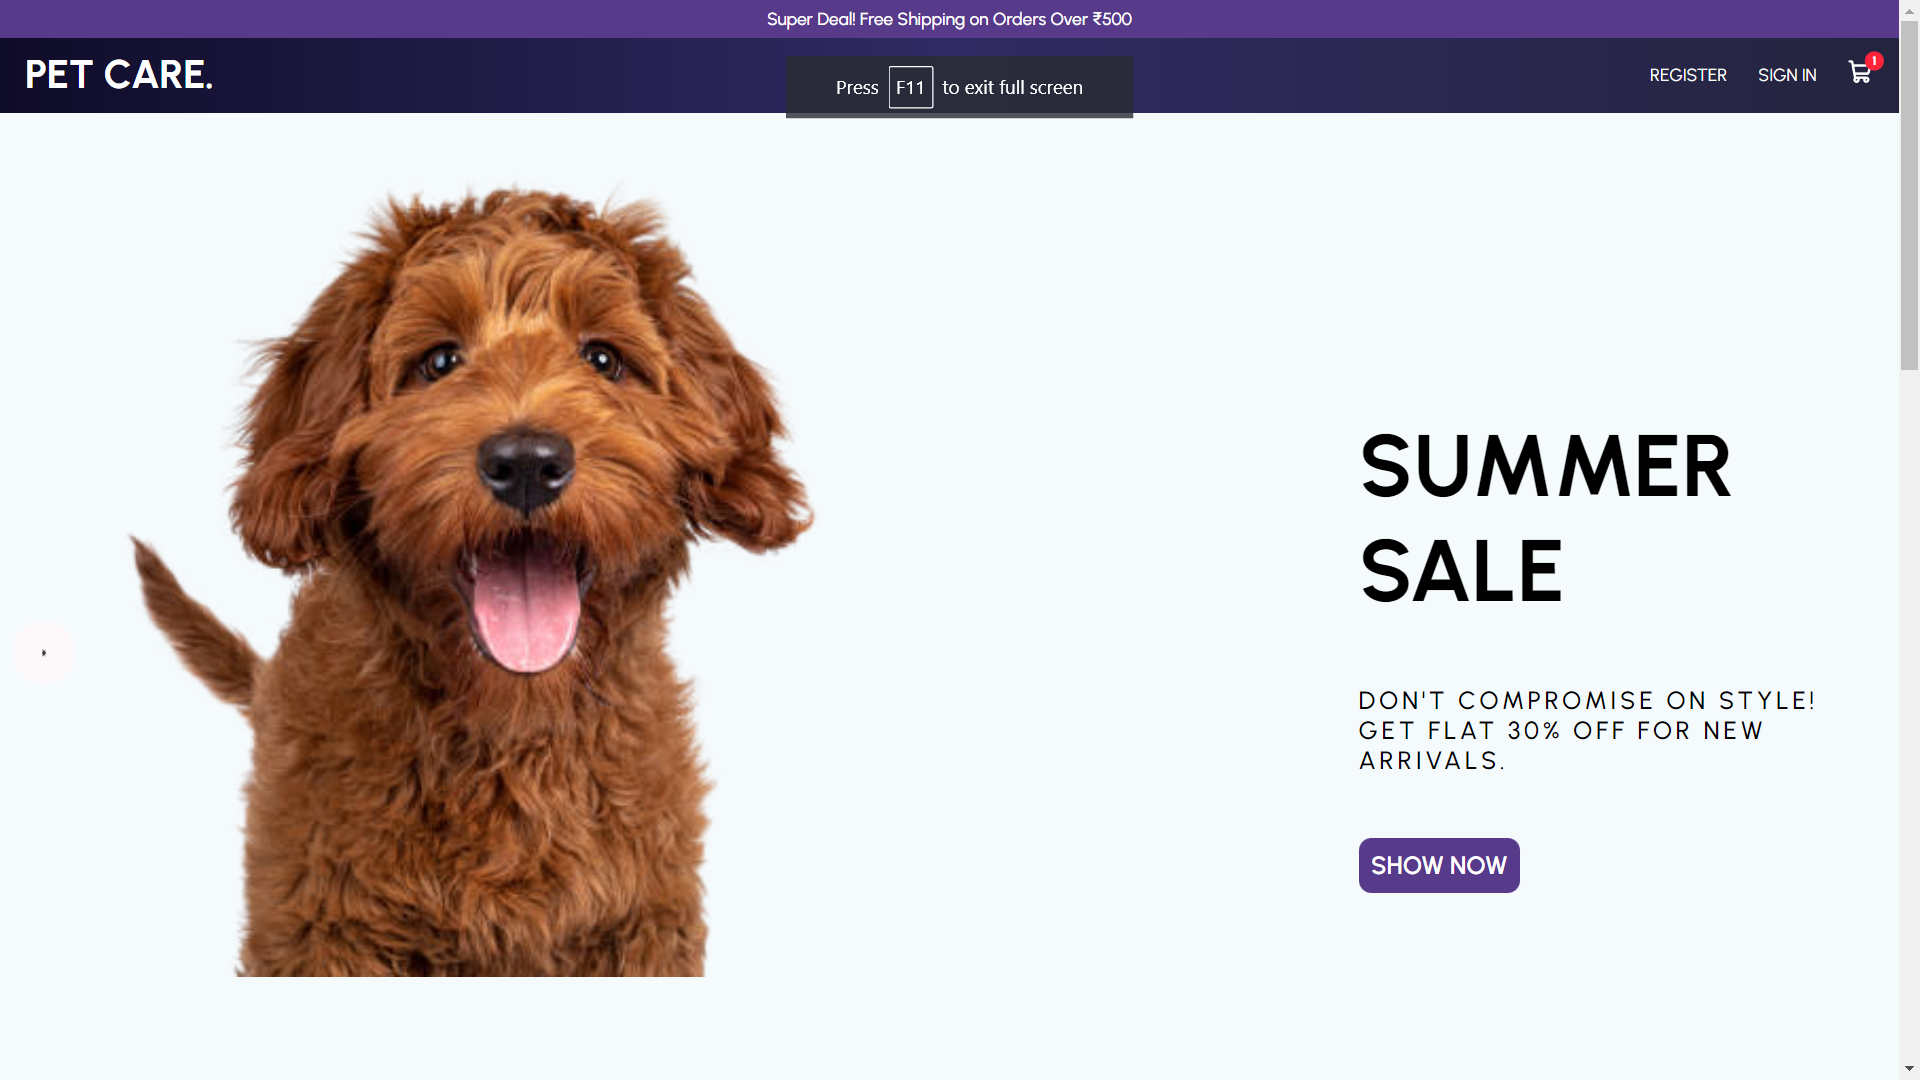 Super Deal! Free Shipping on Orders Over ₹500
PET CARE.
Press F11 to exit full screen
REGISTER
SIGN IN
1
SUMMER
SALE
DON'T COMPROMISE ON STYLE!
GET FLAT 30% OFF FOR NEW
ARRIVALS.
SHOW NOW